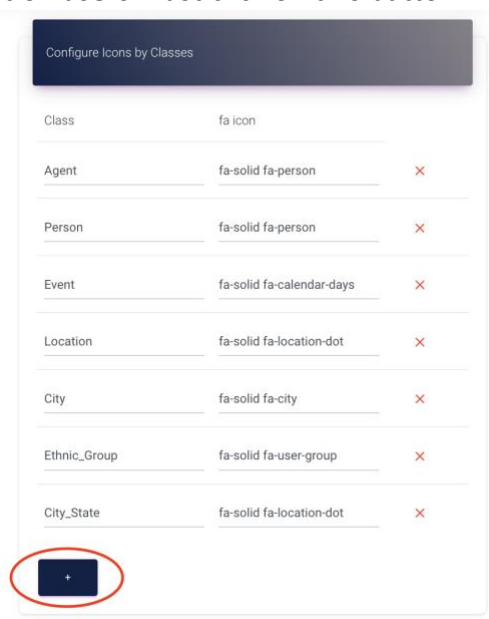 Configure Icons by Classes
Class fa icon
Agent fa-solid fa-person ×
Person fa-solid fa-person ×
Event fa-solid fa-calendar-days ×
Location fa-solid fa-location-dot ×
City fa-solid fa-city ×
Ethnic_Group fa-solid fa-user-group ×
City_State fa-solid fa-location-dot ×
+